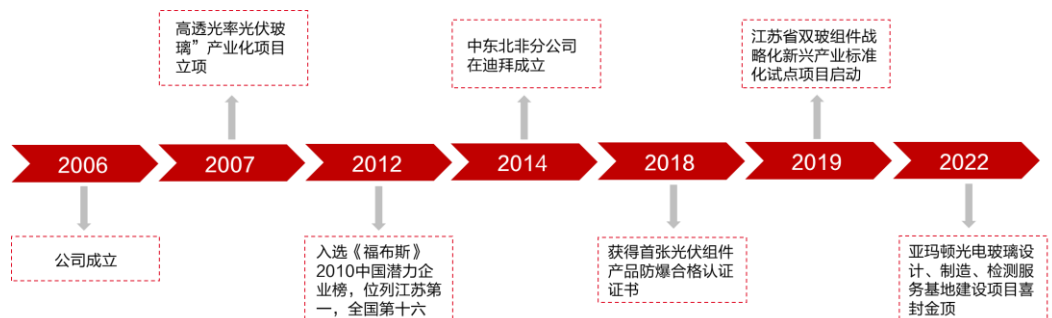 高透光率光伏玻
璃”产业化项目
立项
中东北非分公司
在迪拜成立
江苏省双玻组件战
略化新兴产业标准
化试点项目启动
2006
2007
2012
2014
2018
2019
2022
公司成立
入选《福布斯》
2010中国潜力企
业榜，位列江苏第
一，全国第十六
获得首张光伏组件
产品防爆合格认证
证书
亚玛顿光电玻璃设
计、制造、检测服
务基地建设项目喜
封金顶